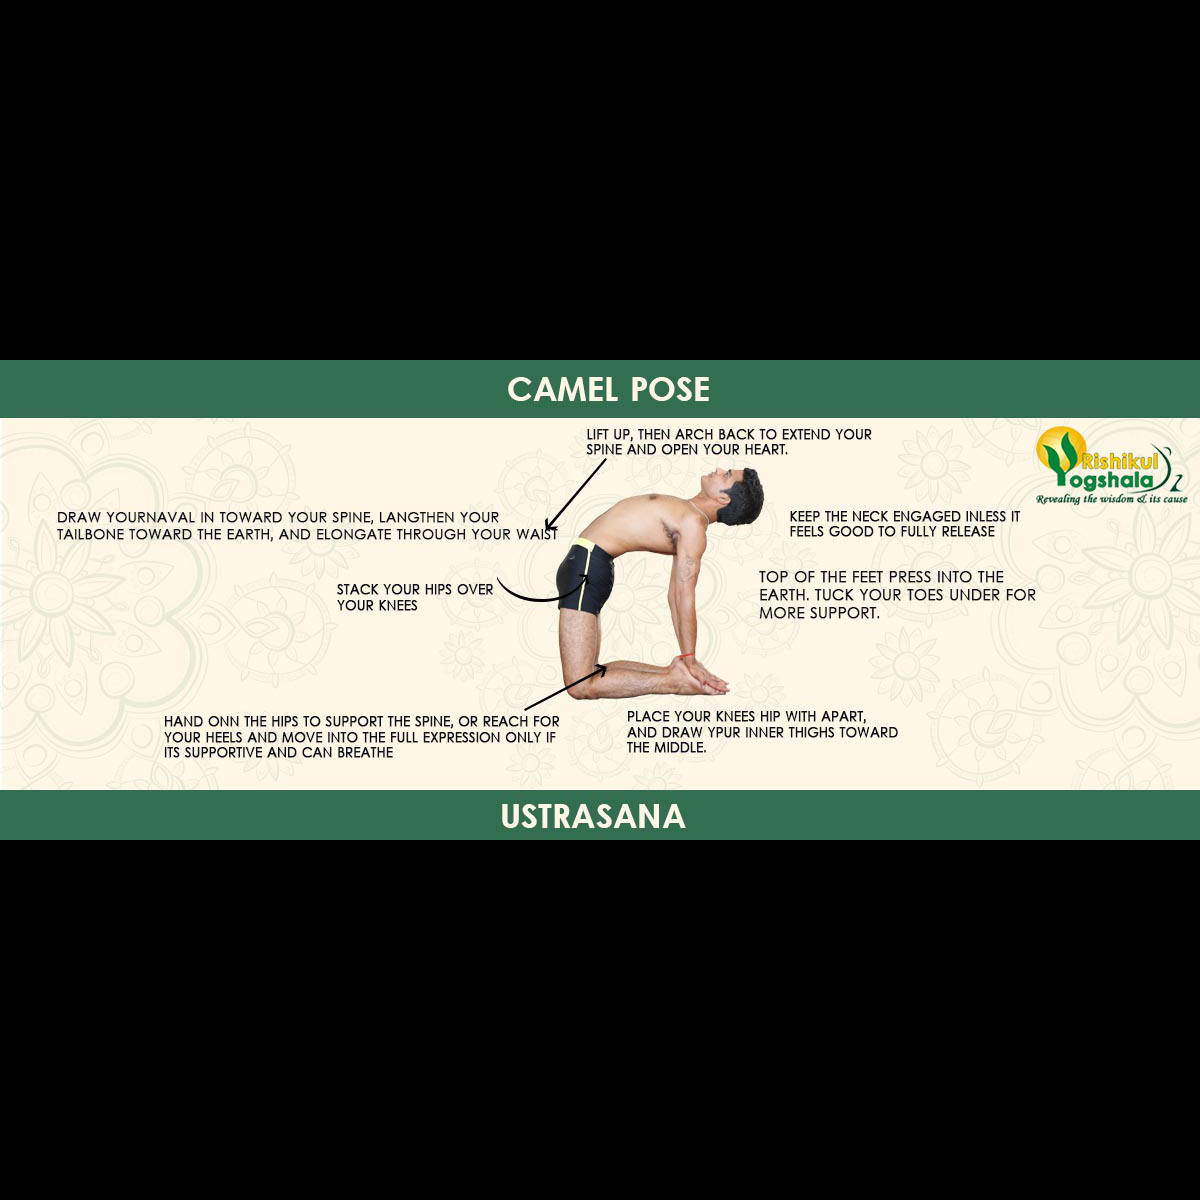 CAMEL POSE
LIFT UP, THEN ARCH BACK TO EXTEND YOUR
SPINE AND OPEN YOUR HEART.
Rishikul
Yogshala
Revealing the wisdom & its cause
DRAW YOURNAVAL IN TOWARD YOUR SPINE, LANGTHEN YOUR
TAILBONE TOWARD THE EARTH, AND ELONGATE THROUGH YOUR WAIST
KEEP THE NECK ENGAGED INLESS IT
FEELS GOOD TO FULLY RELEASE
STACK YOUR HIPS OVER
YOUR KNEES
TOP OF THE FEET PRESS INTO THE
EARTH. TUCK YOUR TOES UNDER FOR
MORE SUPPORT.
HAND ONN THE HIPS TO SUPPORT THE SPINE, OR REACH FOR
YOUR HEELS AND MOVE INTO THE FULL EXPRESSION ONLY IF
ITS SUPPORTIVE AND CAN BREATHE
PLACE YOUR KNEES HIP WITH APART,
AND DRAW YPUR INNER THIGHS TOWARD
THE MIDDLE.
USTRASANA